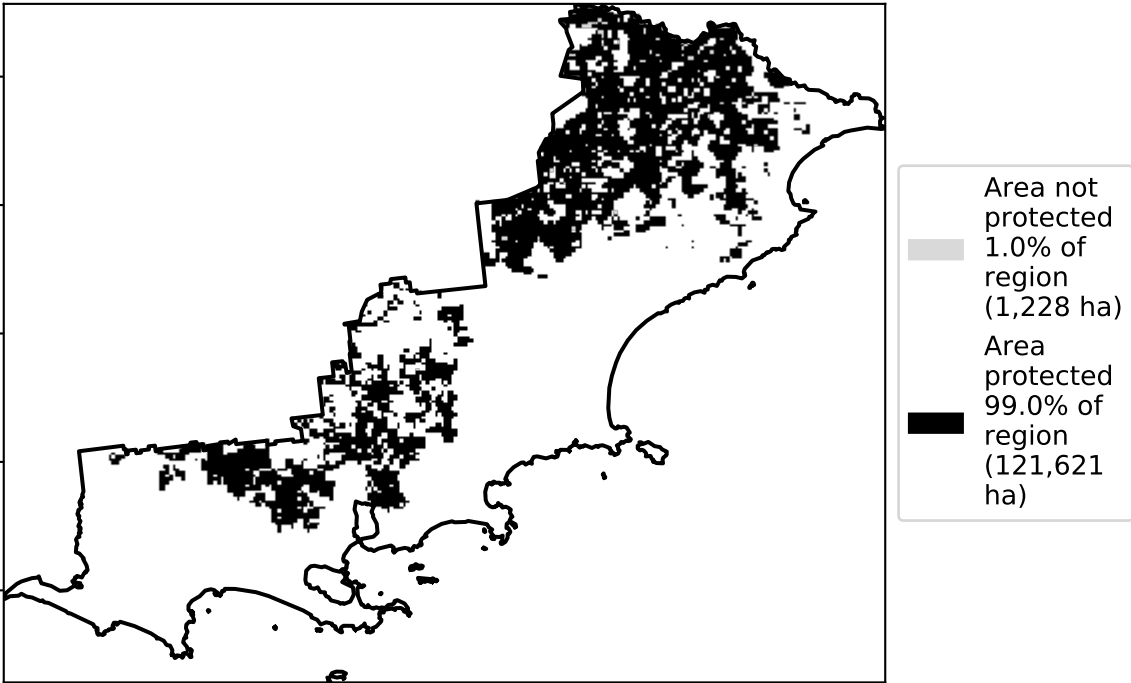 Area not
protected
1.0% of
region
(1,228 ha)
Area
protected
99.0% of
region
(121,621
ha)